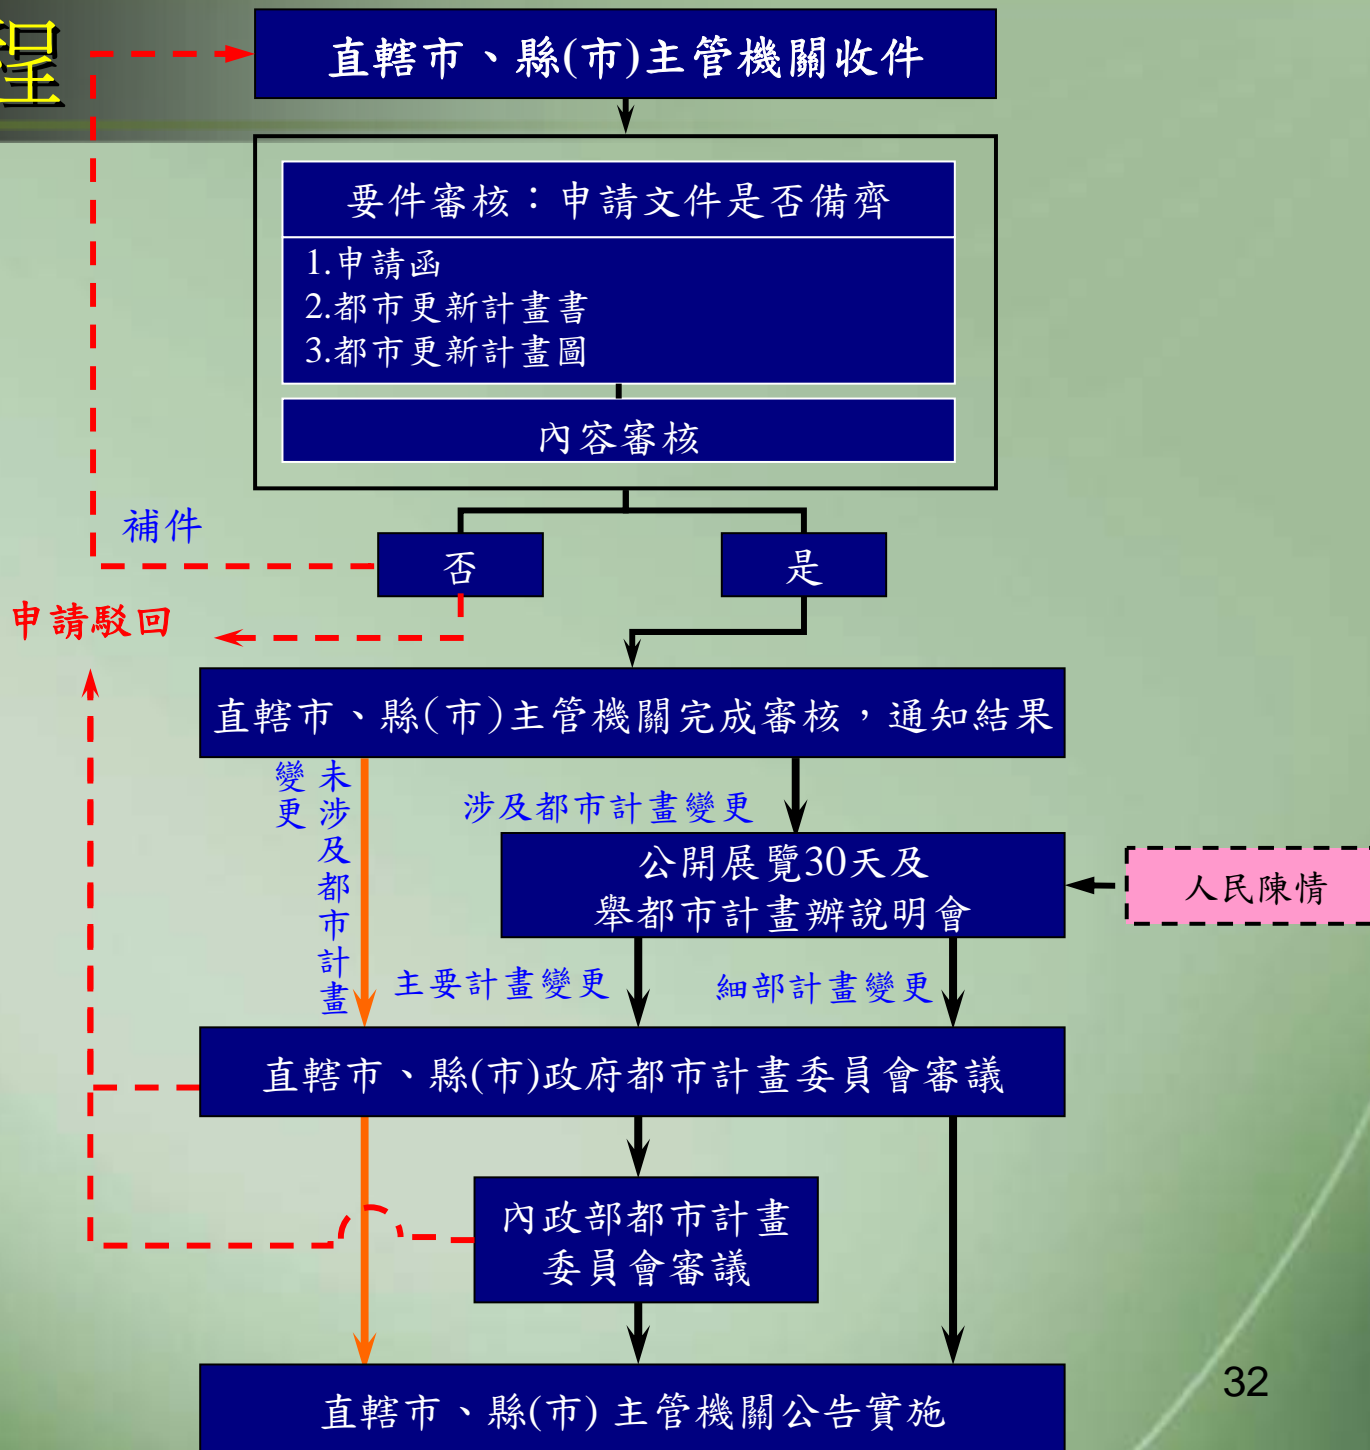 程
直轄市、縣(市)主管機關收件
要件審核：申請文件是否備齊
1.申請函
2.都市更新計畫書
3.都市更新計畫圖
內容審核
補件
否
是
申請駁回
直轄市、縣(市)主管機關完成審核，通知結果
未涉及都市計畫
變更
涉及都市計畫變更
公開展覽30天及
舉都市計畫辦說明會
人民陳情
主要計畫變更
細部計畫變更
直轄市、縣(市)政府都市計畫委員會審議
內政部都市計畫
委員會審議
直轄市、縣(市) 主管機關公告實施
32